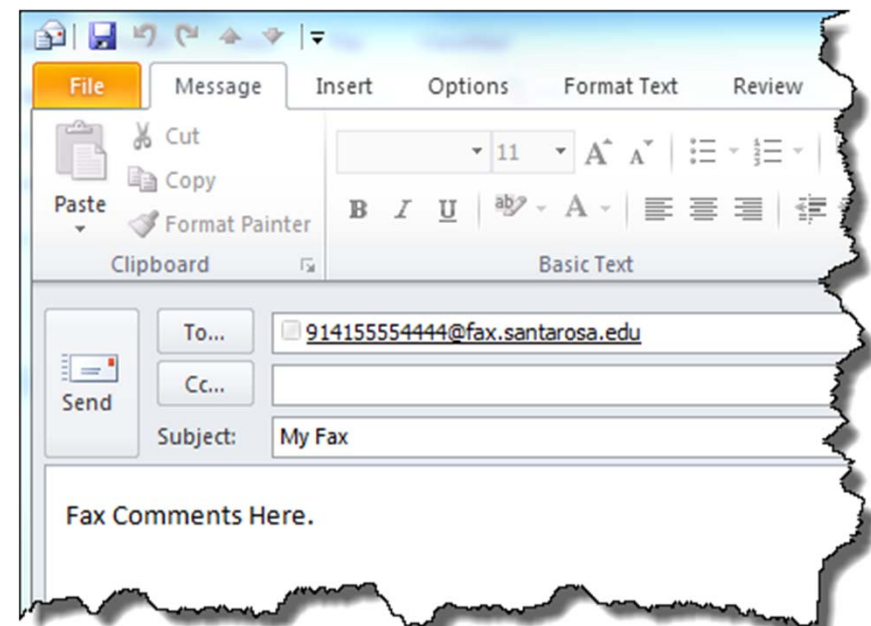 File Message Insert Options Format Text Review
Cut
Copy
Paste
Format Painter
11 A A
B I U ab A
Clipboard Basic Text
To... 914155554444@fax.santarosa.edu
Cc...
Send
Subject: My Fax
Fax Comments Here.